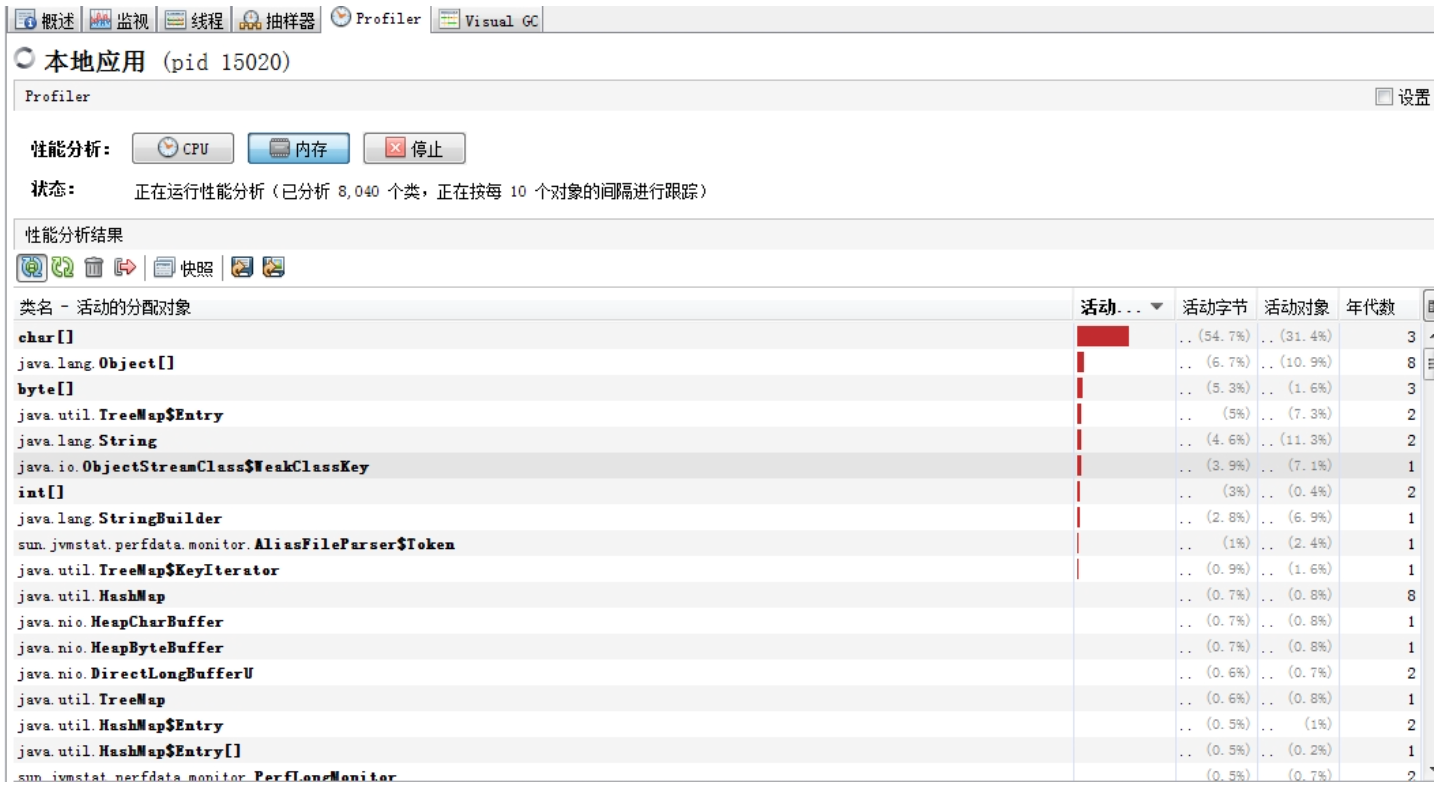 概述 监视 线程 抽样器 Profiler Visual GC
本地应用 (pid 15020)
Profiler 设置
性能分析: CPU 内存 停止
状态: 正在运行性能分析（已分析 8,040 个类，正在按每 10 个对象的间隔进行跟踪）
性能分析结果
快照
类名 - 活动的分配对象 活动... 活动字节 活动对象 年代数
char[] .. (54.7%) .. (31.4%) 3
java.lang.Object[] .. (6.7%) .. (10.9%) 8
byte[] .. (5.3%) .. (1.6%) 3
java.util.TreeMap$Entry .. (5%) .. (7.3%) 2
java.lang.String .. (4.6%) .. (11.3%) 2
java.io.ObjectStreamClass$WeakClassKey .. (3.9%) .. (7.1%) 1
int[] .. (3%) .. (0.4%) 2
java.lang.StringBuilder .. (2.8%) .. (6.9%) 1
sun.jvmstat.perfdata.monitor.AliasFileParser$Token .. (1%) .. (2.4%) 1
java.util.TreeMap$KeyIterator .. (0.9%) .. (1.6%) 1
java.util.HashMap .. (0.7%) .. (0.8%) 8
java.nio.HeapCharBuffer .. (0.7%) .. (0.8%) 1
java.nio.HeapByteBuffer .. (0.7%) .. (0.8%) 1
java.nio.DirectLongBufferU .. (0.6%) .. (0.7%) 2
java.util.TreeMap .. (0.6%) .. (0.8%) 1
java.util.HashMap$Entry .. (0.5%) .. (1%) 2
java.util.HashMap$Entry[] .. (0.5%) .. (0.2%) 1
sun.jvmstat.perfdata.monitor.PerfLongMonitor (0.5%) (0.7%) 2